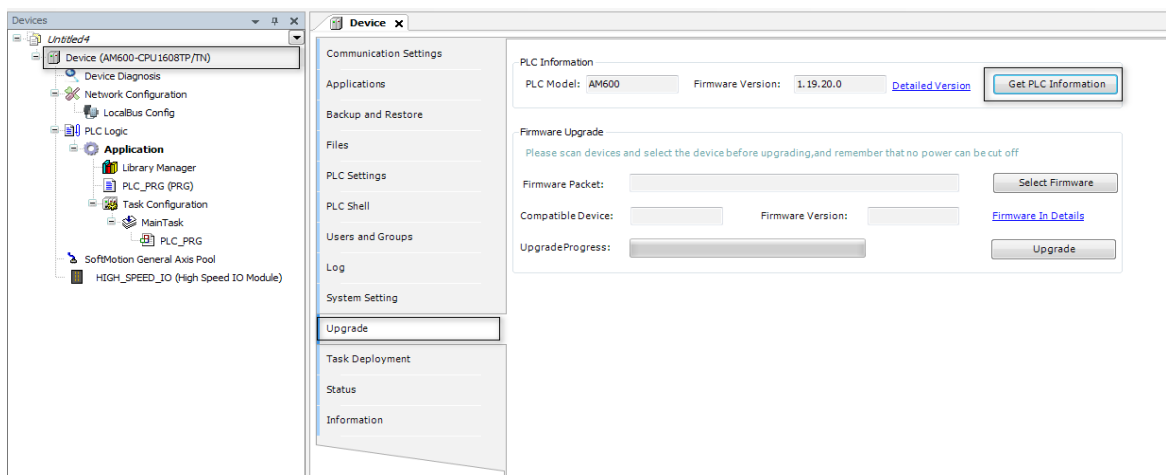 Devices
Untitled4
Device (AM600-CPU1608TP/TN)
Device Diagnosis
Network Configuration
LocalBus Config
PLC Logic
Application
Library Manager
PLC_PRG (PRG)
Task Configuration
MainTask
PLC_PRG
SoftMotion General Axis Pool
HIGH_SPEED_IO (High Speed IO Module)
Device
Communication Settings
Applications
Backup and Restore
Files
PLC Settings
PLC Shell
Users and Groups
Log
System Setting
Upgrade
Task Deployment
Status
Information
PLC Information
PLC Model: AM600 Firmware Version: 1.19.20.0 Detailed Version Get PLC Information
Firmware Upgrade
Please scan devices and select the device before upgrading,and remember that no power can be cut off
Firmware Packet: Select Firmware
Compatible Device: Firmware Version: Firmware In Details
UpgradeProgress: Upgrade